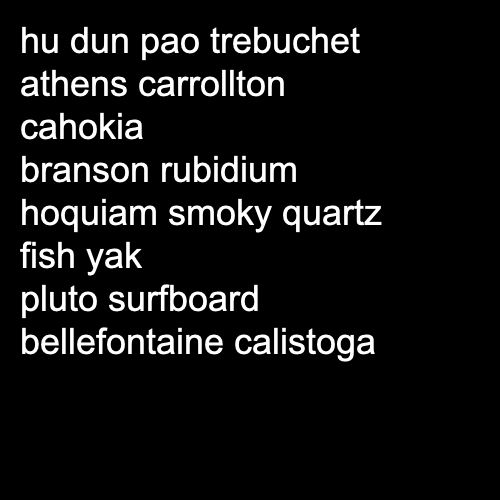 hu dun pao trebuchet
athens carrollton
cahokia
branson rubidium
hoquiam smoky quartz
fish yak
pluto surfboard
bellefontaine calistoga